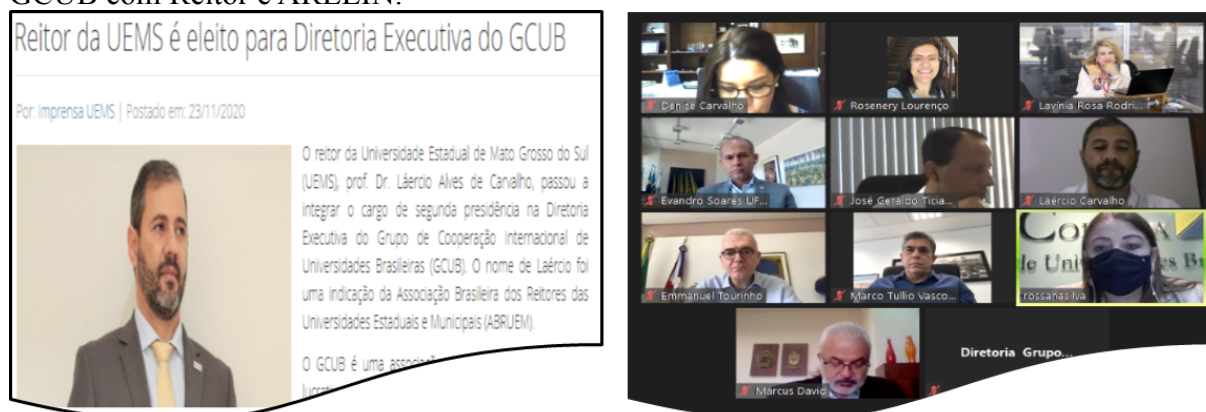 GCUB com Reitor e ARELIN.
Reitor da UEMS é eleito para Diretoria Executiva do GCUB
Por: Imprensa UEMS | Postado em: 23/11/2020
O reitor da Universidade Estadual de Mato Grosso do Sul
(UEMS), prof. Dr. Láercio Alves de Carvalho, passou a
integrar o cargo de segunda presidência na Diretoria
Executiva do Grupo de Cooperação Internacional de
Universidades Brasileiras (GCUB). O nome de Laércio foi
uma indicação da Associação Brasileira dos Reitores das
Universidades Estaduais e Municipais (ABRUEM).
O GCUB é uma
Denise Carvalho
Rosenery Lourenço
Lavínia Rosa Rodri...
Evandro Soares UF...
José Geraldo Ticia...
Laércio Carvalho
Emmanuel Tourinho
Marco Tullio Vasco...
de
rossanaslva
Marcus David
Diretoria Grupo...